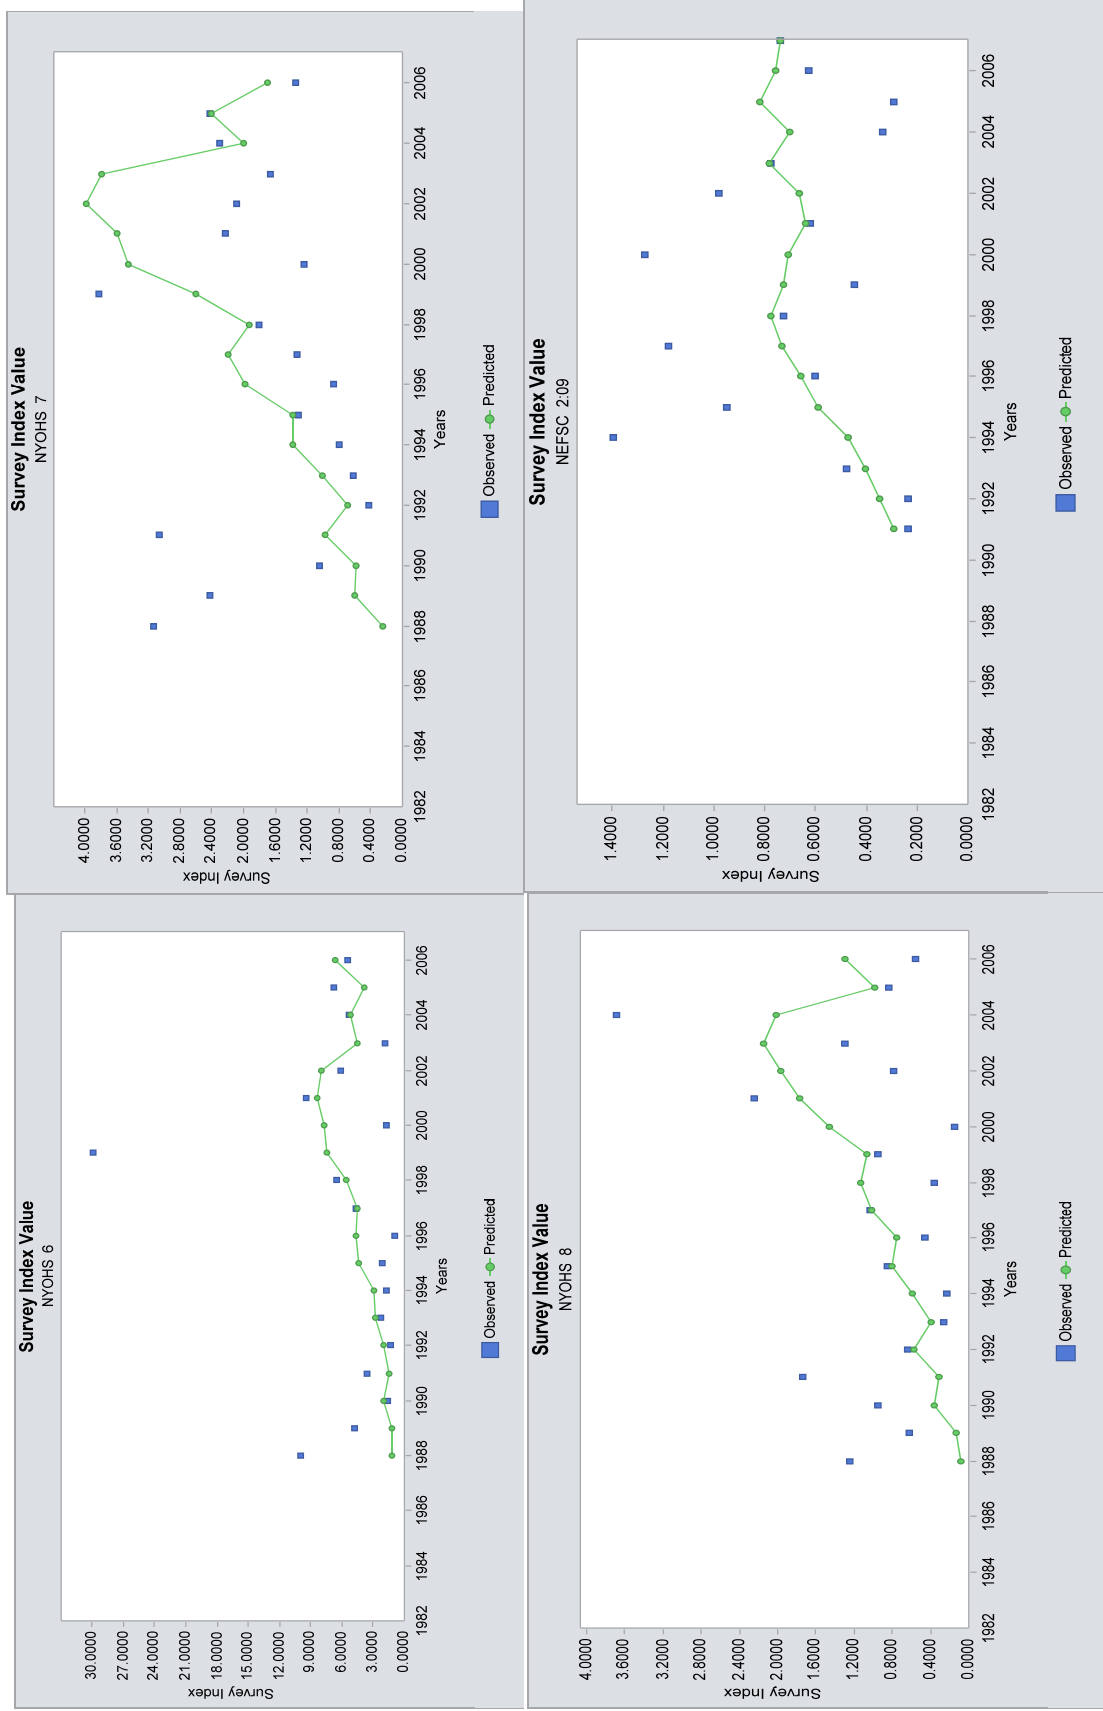 Survey Index Value
NYOHS 6
30.0000
27.0000
24.0000
21.0000
18.0000
15.0000
12.0000
9.0000
6.0000
3.0000
0.0000
Survey Index
1982 1984 1986 1988 1990 1992 1994 1996 1998 2000 2002 2004 2006
Years
Observed Predicted
Survey Index Value
NYOHS 7
4.0000
3.6000
3.2000
2.8000
2.4000
2.0000
1.6000
1.2000
0.8000
0.4000
0.0000
Survey Index
1982 1984 1986 1988 1990 1992 1994 1996 1998 2000 2002 2004 2006
Years
Observed Predicted
Survey Index Value
NYOHS 8
4.0000
3.6000
3.2000
2.8000
2.4000
2.0000
1.6000
1.2000
0.8000
0.4000
0.0000
Survey Index
1982 1984 1986 1988 1990 1992 1994 1996 1998 2000 2002 2004 2006
Years
Observed Predicted
Survey Index Value
NEFSC 2:09
1.4000
1.2000
1.0000
0.8000
0.6000
0.4000
0.2000
0.0000
Survey Index
1982 1984 1986 1988 1990 1992 1994 1996 1998 2000 2002 2004 2006
Years
Observed Predicted